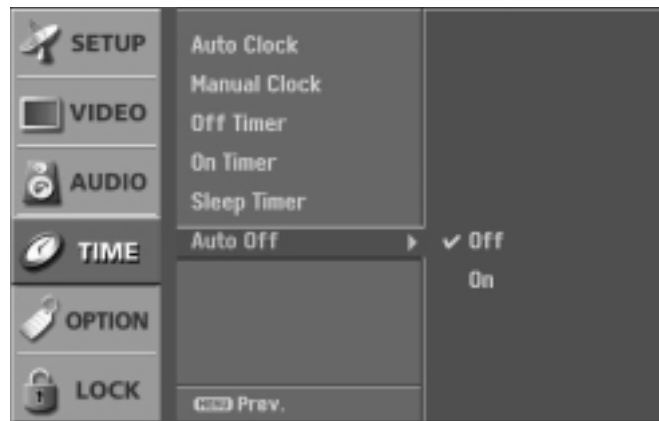 SETUP
VIDEO
AUDIO
TIME
OPTION
LOCK
Auto Clock
Manual Clock
Off Timer
On Timer
Sleep Timer
Auto Off
Off
On
MENU Prev.